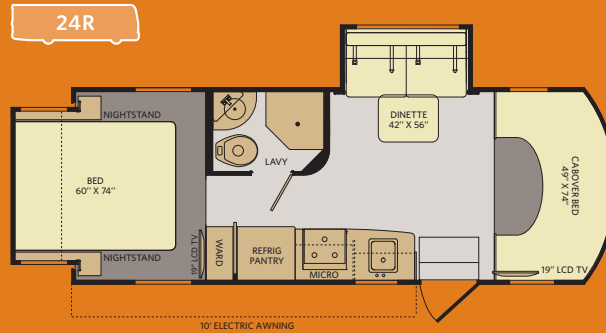 24R
NIGHTSTAND
BED
60" X 74"
NIGHTSTAND
LAVY
DINETTE
42" X 56"
CABOVER BED
49" X 74"
19" LCD TV
WARD
REFRIG
PANTRY
MICRO
19" LCD TV
10' ELECTRIC AWNING